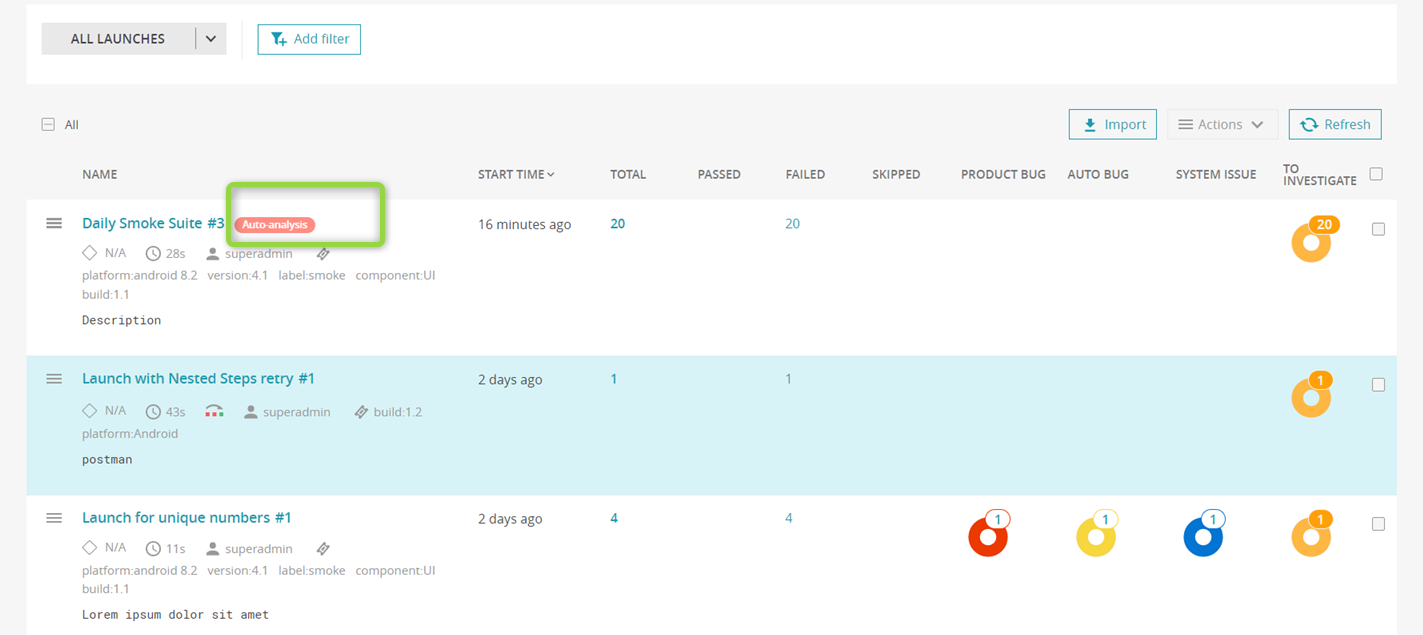 ALL LAUNCHES Add filter
All Import Actions Refresh
NAME START TIME TOTAL PASSED FAILED SKIPPED PRODUCT BUG AUTO BUG SYSTEM ISSUE TO INVESTIGATE
Daily Smoke Suite #3 Auto-analysis 16 minutes ago 20 20 20
N/A 28s superadmin
platform:android 8.2 version:4.1 label:smoke component:UI
build:1.1
Description
Launch with Nested Steps retry #1 2 days ago 1 1 1
N/A 43s superadmin build:1.2
platform:Android
postman
Launch for unique numbers #1 2 days ago 4 4 1 1 1 1
N/A 11s superadmin
platform:android 8.2 version:4.1 label:smoke component:UI
build:1.1
Lorem ipsum dolor sit amet